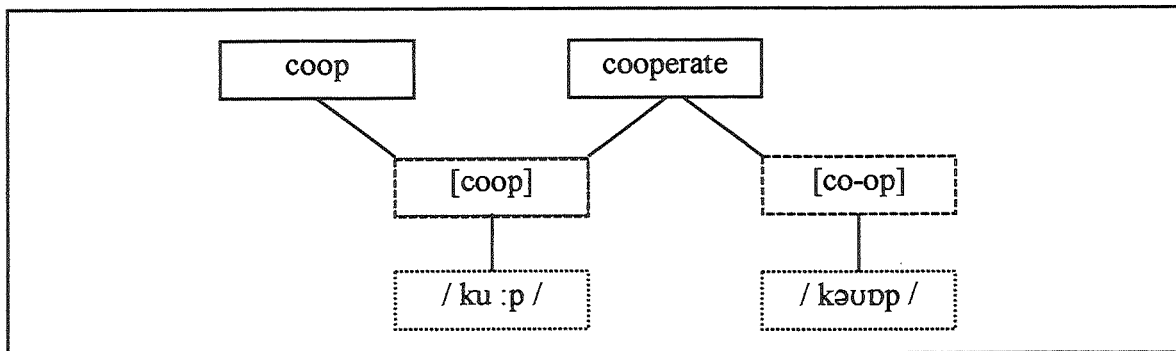 coop
cooperate
[coop]
[co-op]
/ ku :p /
/ kəʊɒp /